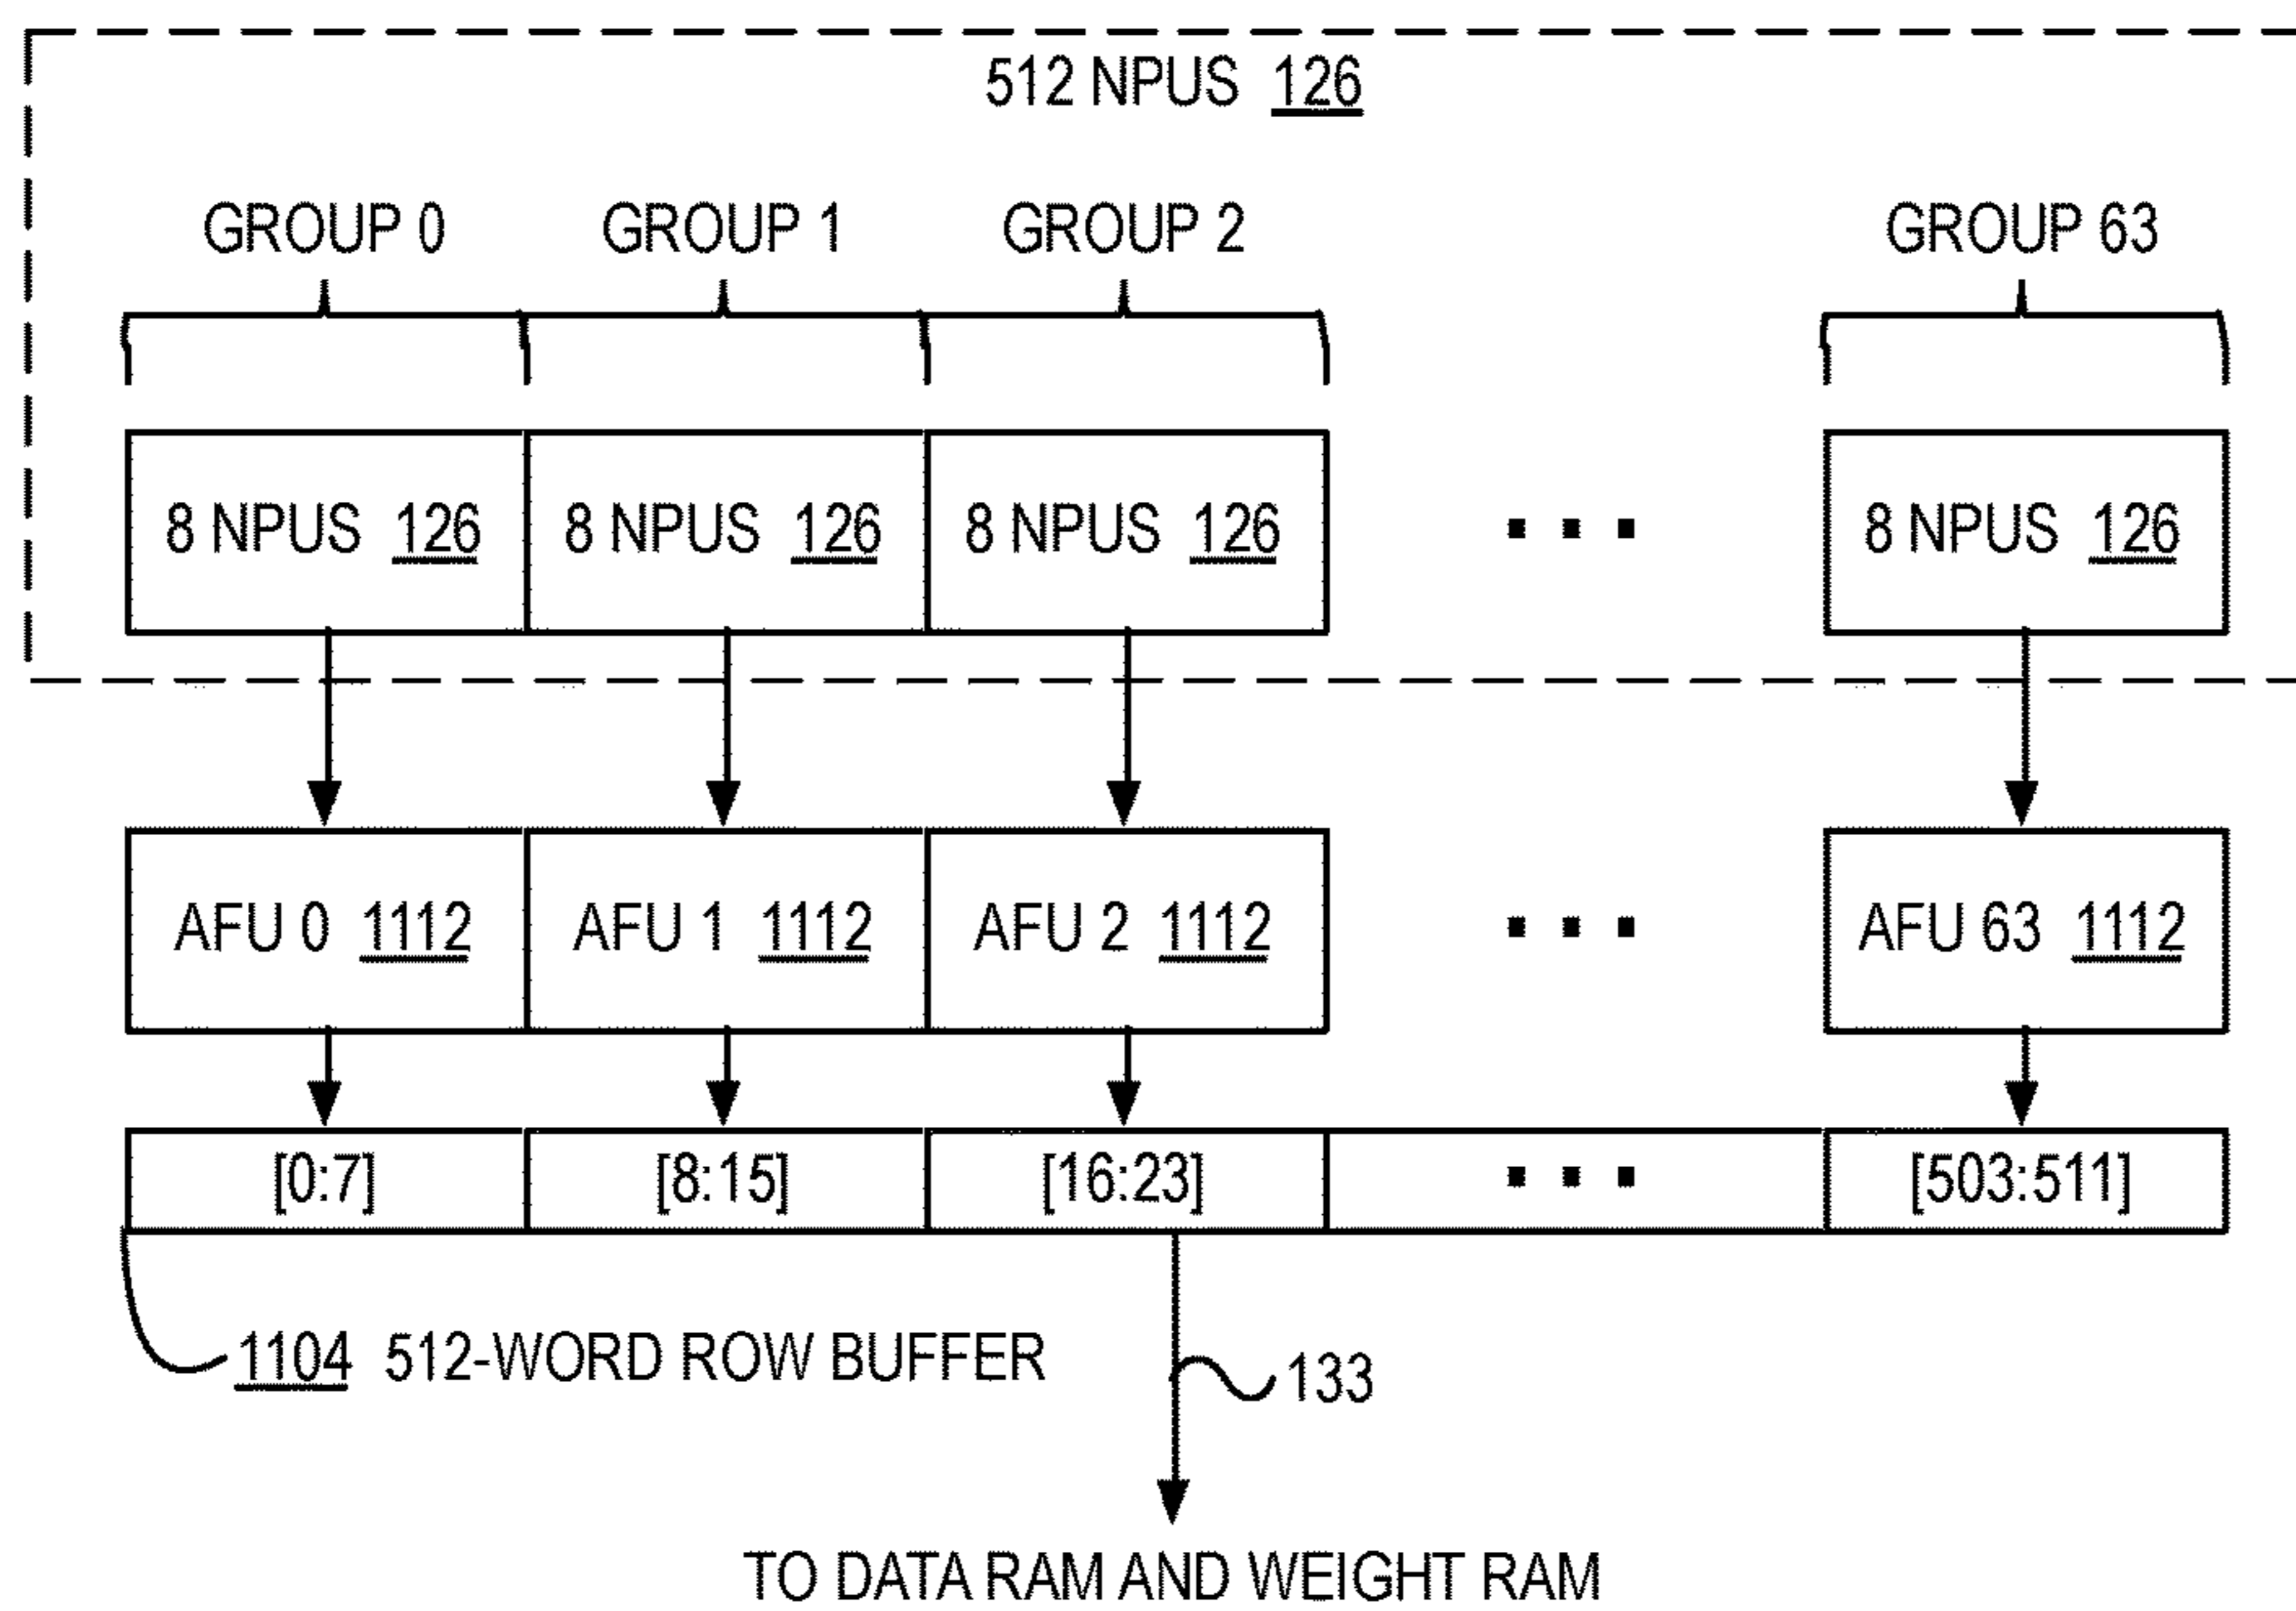 512 NPUS 126
GROUP 0 GROUP 1 GROUP 2 GROUP 63
8 NPUS 126 8 NPUS 126 8 NPUS 126 8 NPUS 126
AFU 0 1112 AFU 1 1112 AFU 2 1112 AFU 63 1112
[0:7] [8:15] [16:23] [503:511]
1104 512-WORD ROW BUFFER
133
TO DATA RAM AND WEIGHT RAM